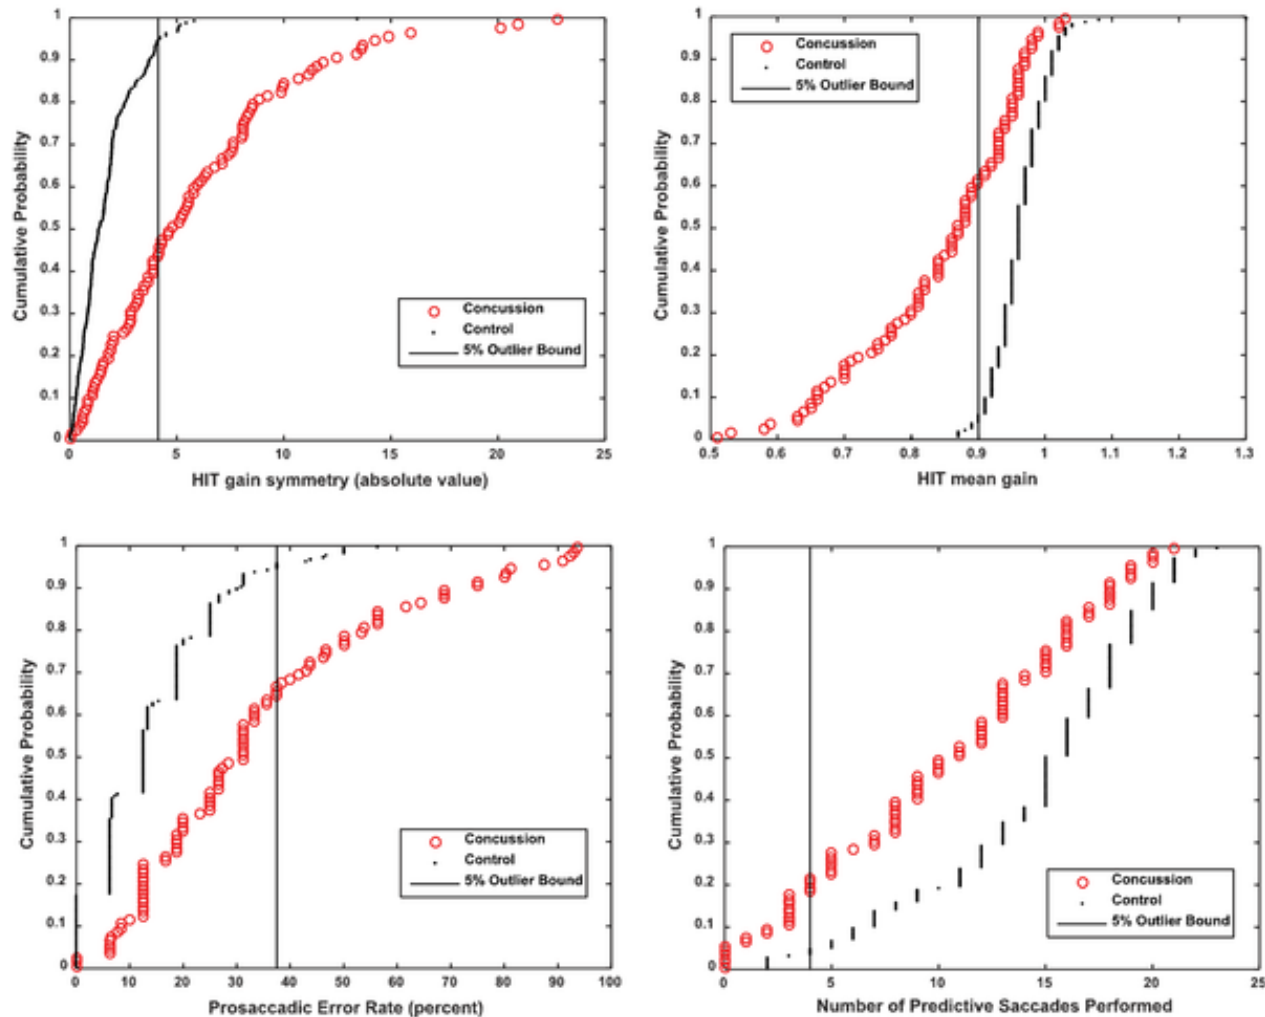 1
0.9
0.8
0.7
0.6
0.5
0.4
0.3
0.2
0.1
0
Cumulative Probability
Concussion
Control
5% Outlier Bound
0 5 10 15 20 25
HIT gain symmetry (absolute value)
1
0.9
0.8
0.7
0.6
0.5
0.4
0.3
0.2
0.1
0
Cumulative Probability
Concussion
Control
5% Outlier Bound
0.5 0.6 0.7 0.8 0.9 1 1.1 1.2 1.3
HIT mean gain
1
0.9
0.8
0.7
0.6
0.5
0.4
0.3
0.2
0.1
0
Cumulative Probability
Concussion
Control
5% Outlier Bound
0 10 20 30 40 50 60 70 80 90 100
Prosaccadic Error Rate (percent)
1
0.9
0.8
0.7
0.6
0.5
0.4
0.3
0.2
0.1
0
Cumulative Probability
Concussion
Control
5% Outlier Bound
0 5 10 15 20 25
Number of Predictive Saccades Performed